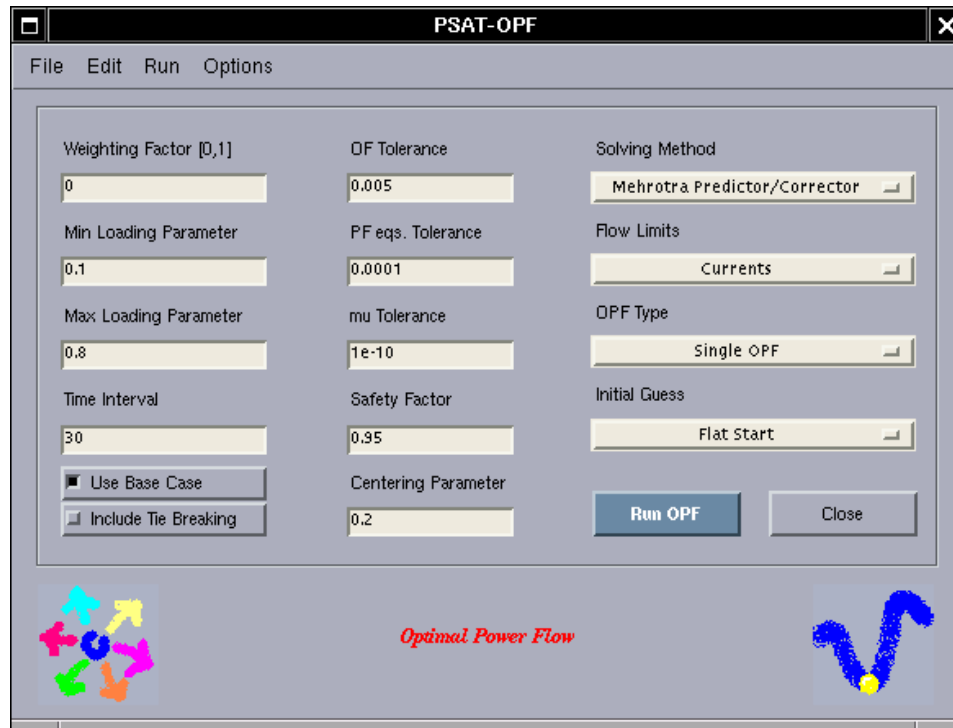 PSAT-OPF
File Edit Run Options
Weighting Factor [0,1]
0
Min Loading Parameter
0.1
Max Loading Parameter
0.8
Time Interval
30
Use Base Case
Include Tie Breaking
OF Tolerance
0.005
PF eqs. Tolerance
0.0001
mu Tolerance
1e-10
Safety Factor
0.95
Centering Parameter
0.2
Solving Method
Mehrotra Predictor/Corrector
Flow Limits
Currents
OPF Type
Single OPF
Initial Guess
Flat Start
Run OPF
Close
Optimal Power Flow